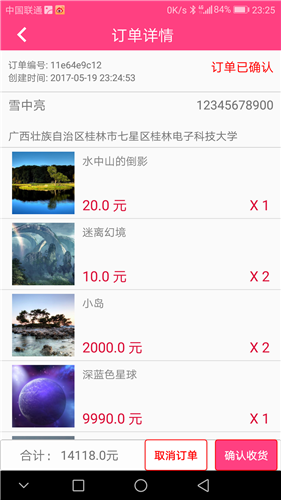 中国联通 0K/s 4G 84% 23:25
订单详情
订单编号: 11e64e9c12
创建时间: 2017-05-19 23:24:53
订单已确认
雪中亮 12345678900
广西壮族自治区桂林市七星区桂林电子科技大学
水中山的倒影
20.0 元 X 1
迷离幻境
10.0 元 X 2
小岛
2000.0 元 X 2
深蓝色星球
9990.0 元 X 1
合计： 14118.0元 取消订单 确认收货